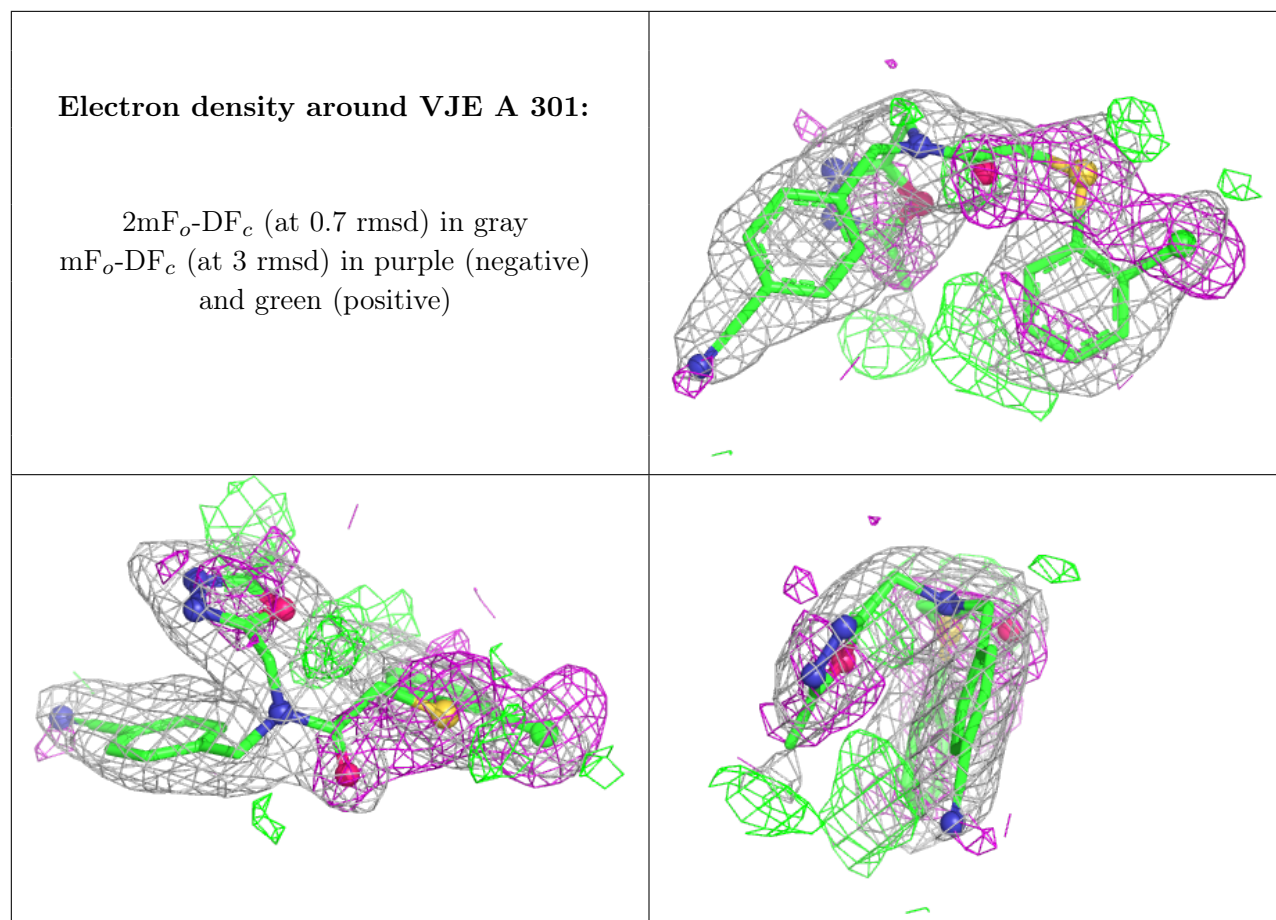 Electron density around VJE A 301:
2mFo-DFc (at 0.7 rmsd) in gray
mFo-DFc (at 3 rmsd) in purple (negative)
and green (positive)